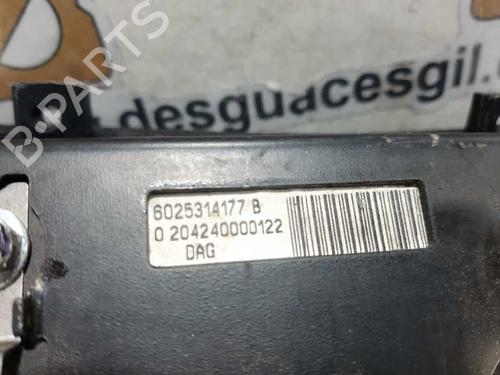 desguacesgil.
B-PARTS
6025314177 B
0 204240000122
DAG